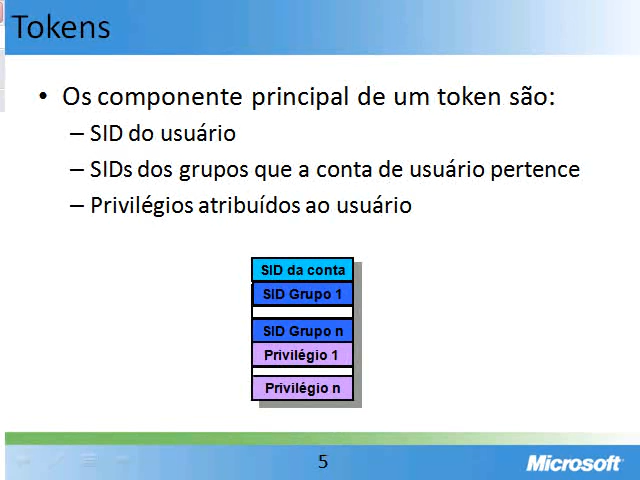 Tokens
• Os componente principal de um token são:
– SID do usuário
– SIDs dos grupos que a conta de usuário pertence
– Privilégios atribuídos ao usuário
SID da conta
SID Grupo 1
SID Grupo n
Privilégio 1
Privilégio n
5
Microsoft